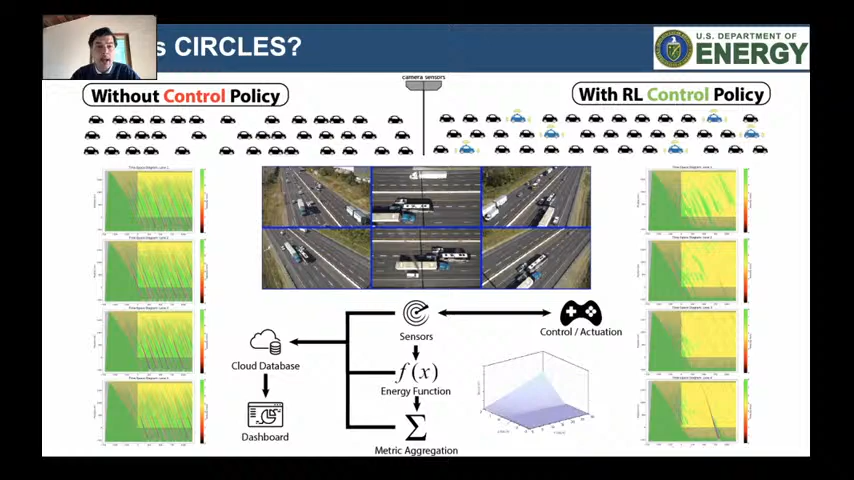 s CIRCLES?
U.S. DEPARTMENT OF
ENERGY
camera sensors
Without Control Policy
With RL Control Policy
Sensors
Control / Actuation
Cloud Database
f(x)
Energy Function
Dashboard
Σ
Metric Aggregation